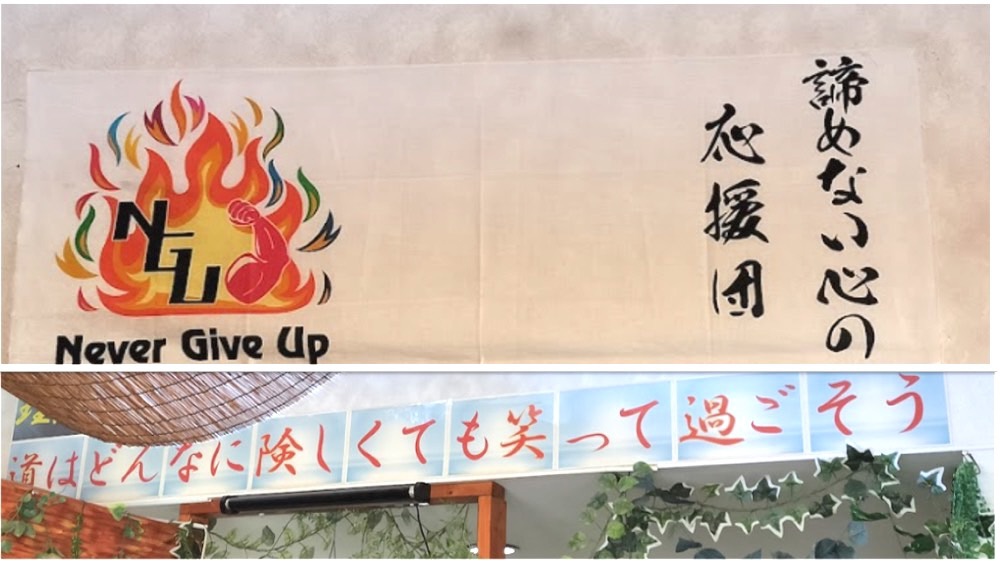 諦めない心の
応援団
NGU
Never Give Up
道はどんなに険しくても笑って過ごそう